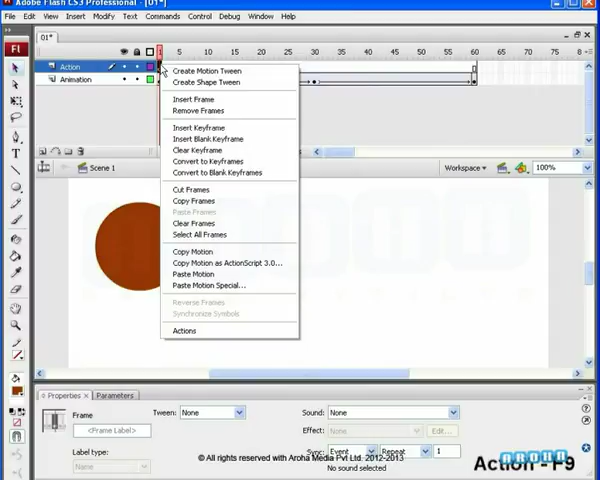 Adobe Flash CS3 Professional - [01*]
File Edit View Insert Modify Text Commands Control Debug Window Help
01*
5 10 15 20 25 30 35 40 45 50 55 60 65 70 75 8
Action
Animation
Scene 1
Workspace
100%
Create Motion Tween
Create Shape Tween
Insert Frame
Remove Frames
Insert Keyframe
Insert Blank Keyframe
Clear Keyframe
Convert to Keyframes
Convert to Blank Keyframes
Cut Frames
Copy Frames
Paste Frames
Clear Frames
Select All Frames
Copy Motion
Copy Motion as ActionScript 3.0...
Paste Motion
Paste Motion Special...
Reverse Frames
Synchronize Symbols
Actions
Properties Parameters
Frame
<Frame Label>
Label type:
Name
Tween: None
Sound: None
Effect: None Edit...
Sync: Event Repeat 1
No sound selected
© All rights reserved with Aroha Media Pvt Ltd. 2012-2013
Action - F9